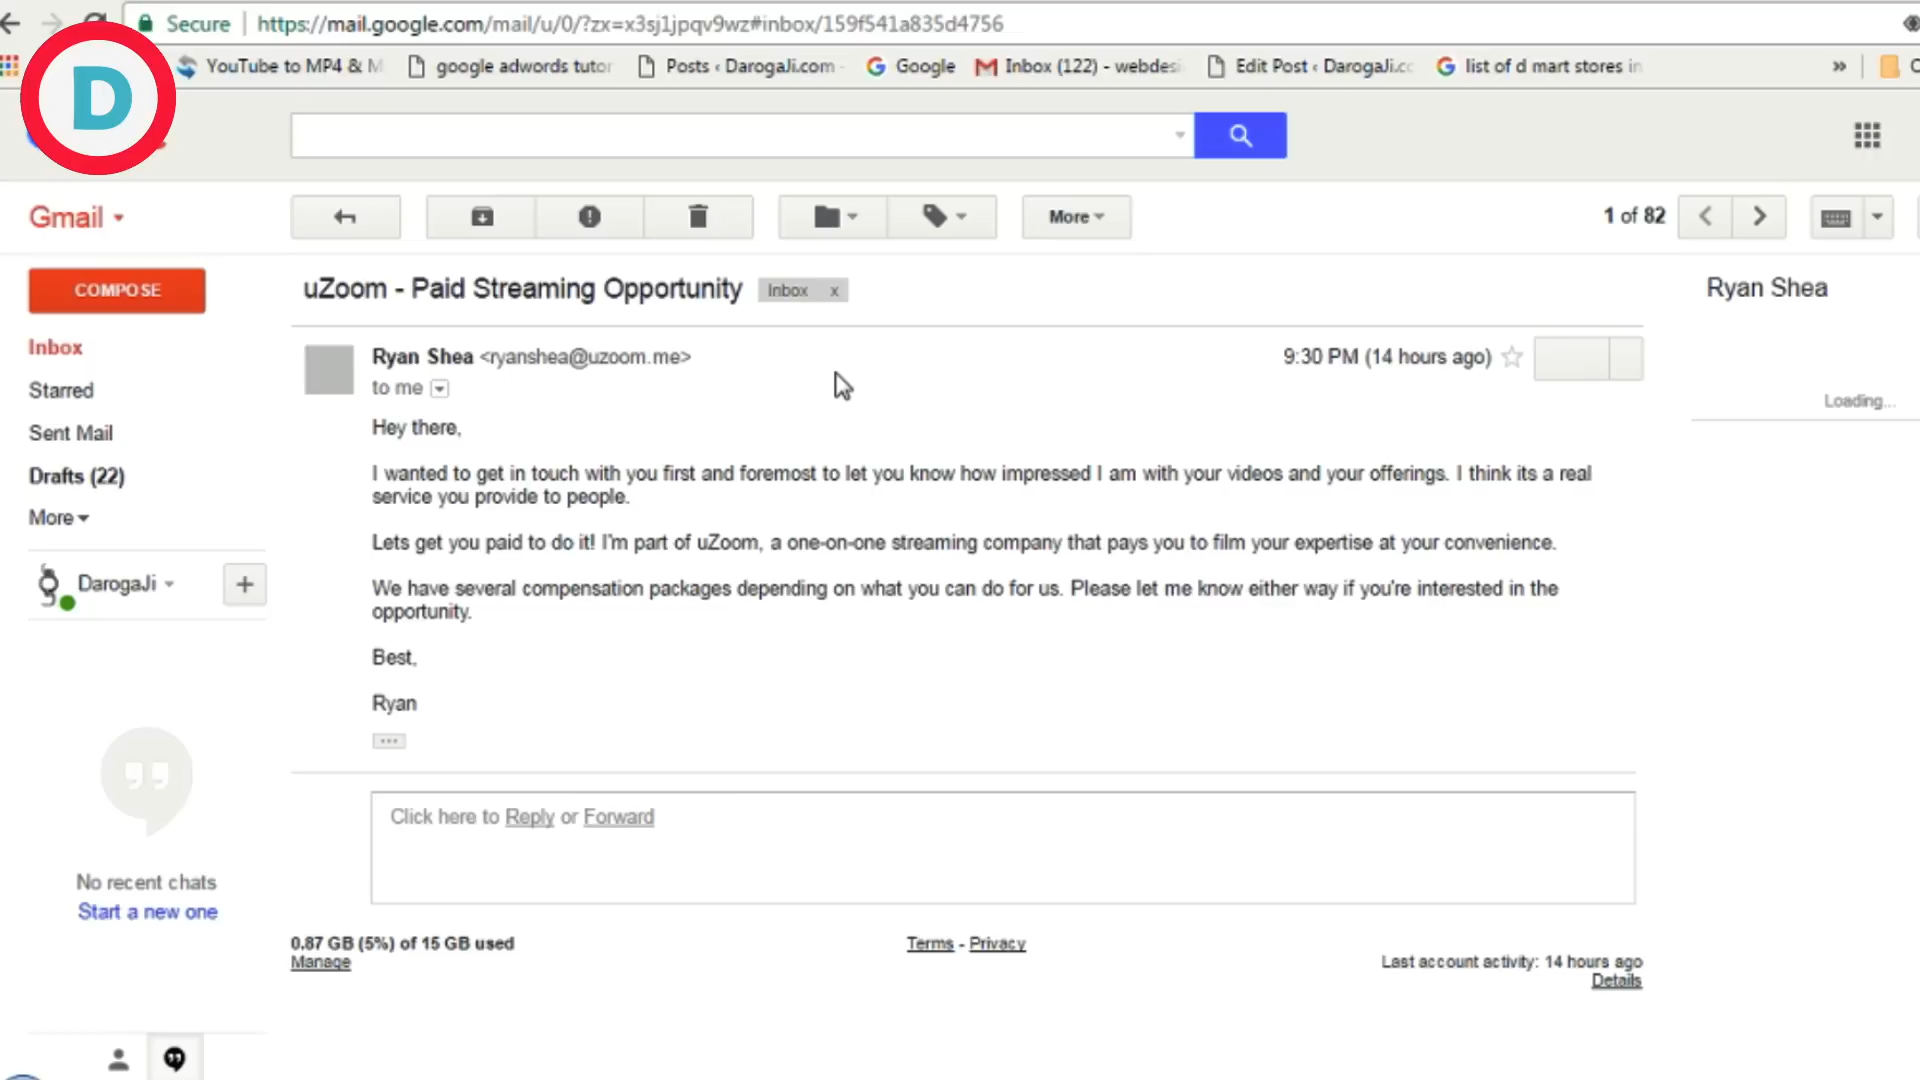 Secure https://mail.google.com/mail/u/0/?zx=x3sj1jpqv9wz#inbox/159f541a835d4756
YouTube to MP4 & M google adwords tutor Posts ‹ DarogaJi.com - Google Inbox (122) - webdesi Edit Post ‹ DarogaJi.cc list of d mart stores in » C
D
Gmail More 1 of 82
COMPOSE
uZoom - Paid Streaming Opportunity Inbox x
Ryan Shea
Inbox
Starred
Sent Mail
Drafts (22)
More
DarogaJi +
Ryan Shea <ryanshea@uzoom.me> 9:30 PM (14 hours ago)
to me
Loading...
Hey there,
I wanted to get in touch with you first and foremost to let you know how impressed I am with your videos and your offerings. I think its a real
service you provide to people.
Lets get you paid to do it! I'm part of uZoom, a one-on-one streaming company that pays you to film your expertise at your convenience.
We have several compensation packages depending on what you can do for us. Please let me know either way if you're interested in the
opportunity.
Best,
Ryan
...
Click here to Reply or Forward
No recent chats
Start a new one
0.87 GB (5%) of 15 GB used
Manage
Terms - Privacy
Last account activity: 14 hours ago
Details